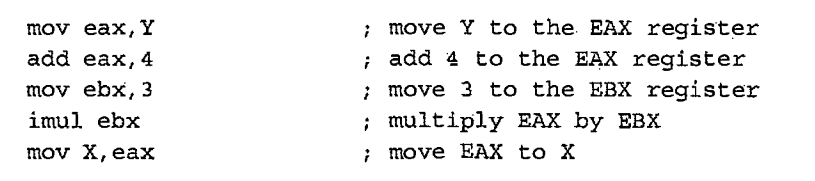 mov eax,Y ; move Y to the EAX register
add eax,4 ; add 4 to the EAX register
mov ebx,3 ; move 3 to the EBX register
imul ebx ; multiply EAX by EBX
mov X,eax ; move EAX to X